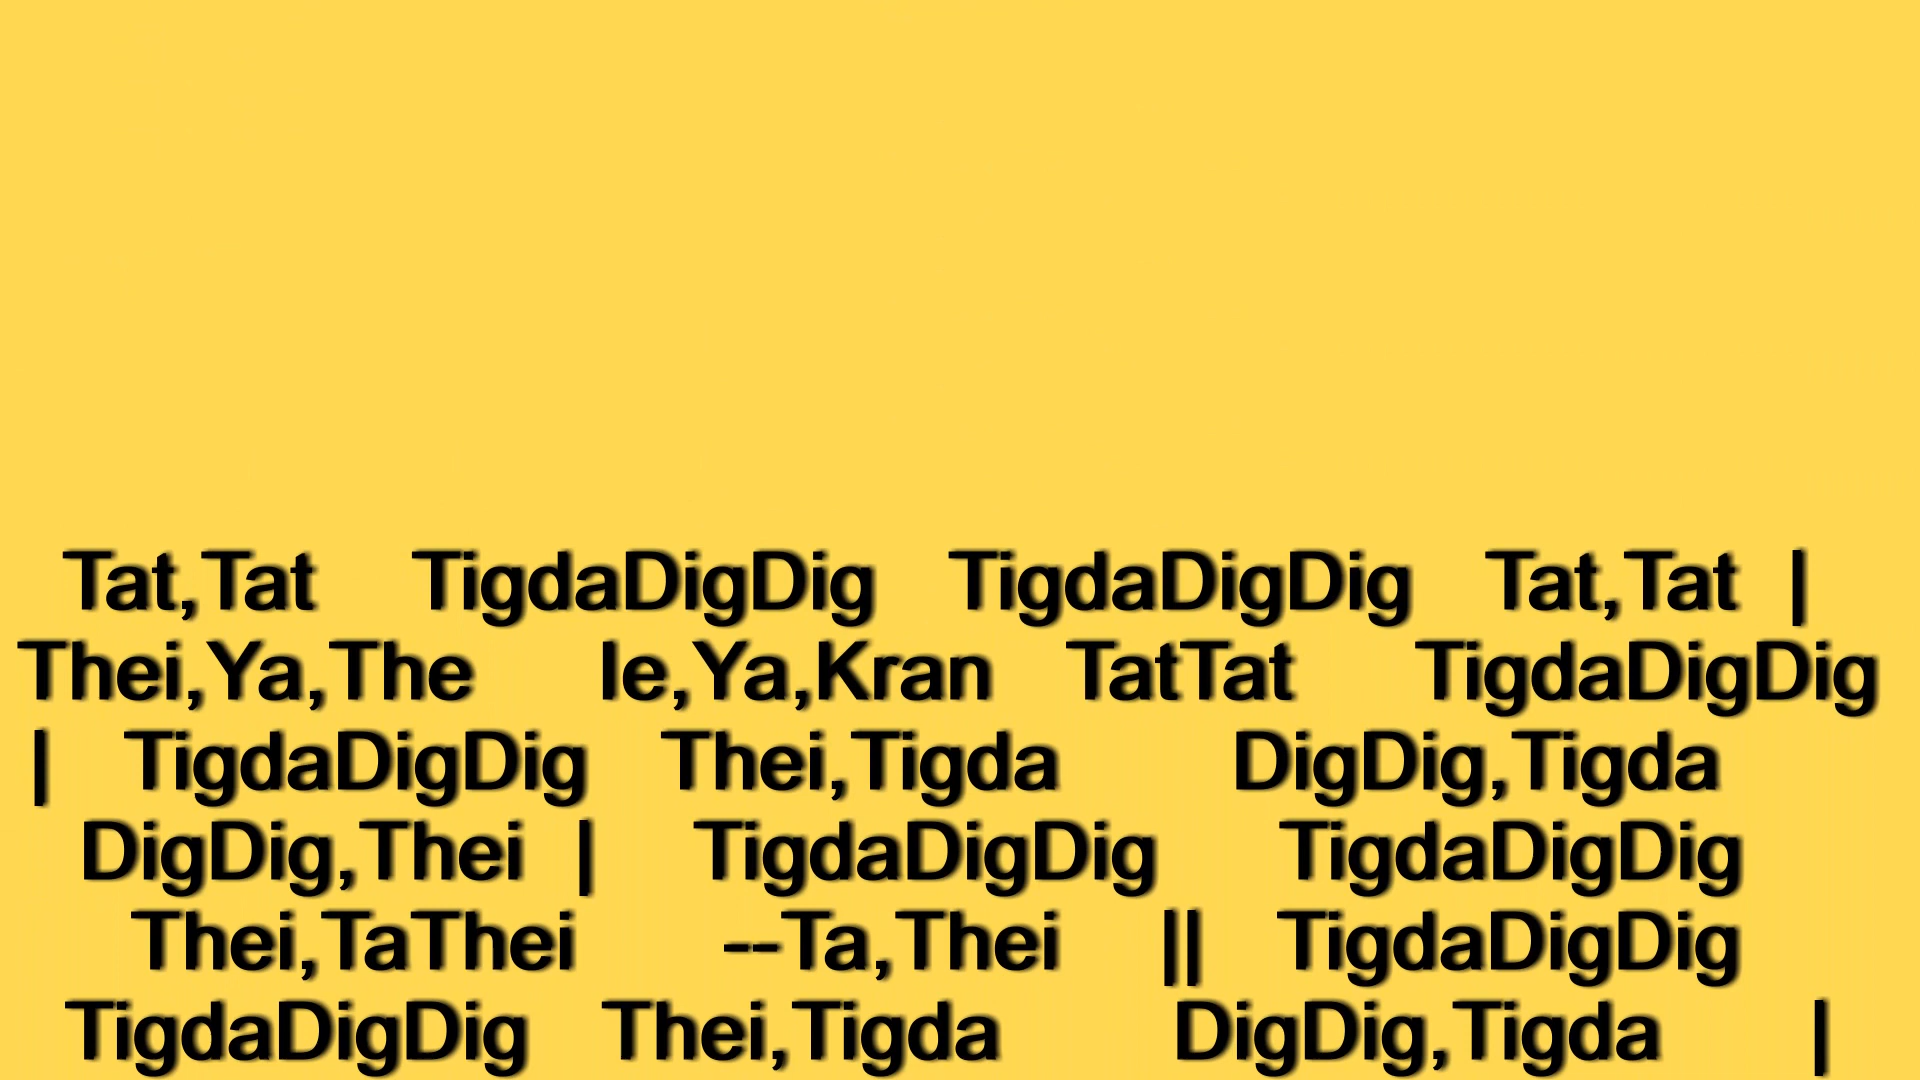 Tat,Tat TigdaDigDig TigdaDigDig Tat,Tat |
Thei,Ya,The Ie,Ya,Kran TatTat TigdaDigDig
| TigdaDigDig Thei,Tigda DigDig,Tigda
DigDig,Thei | TigdaDigDig TigdaDigDig
Thei,TaThei --Ta,Thei || TigdaDigDig
TigdaDigDig Thei,Tigda DigDig,Tigda |